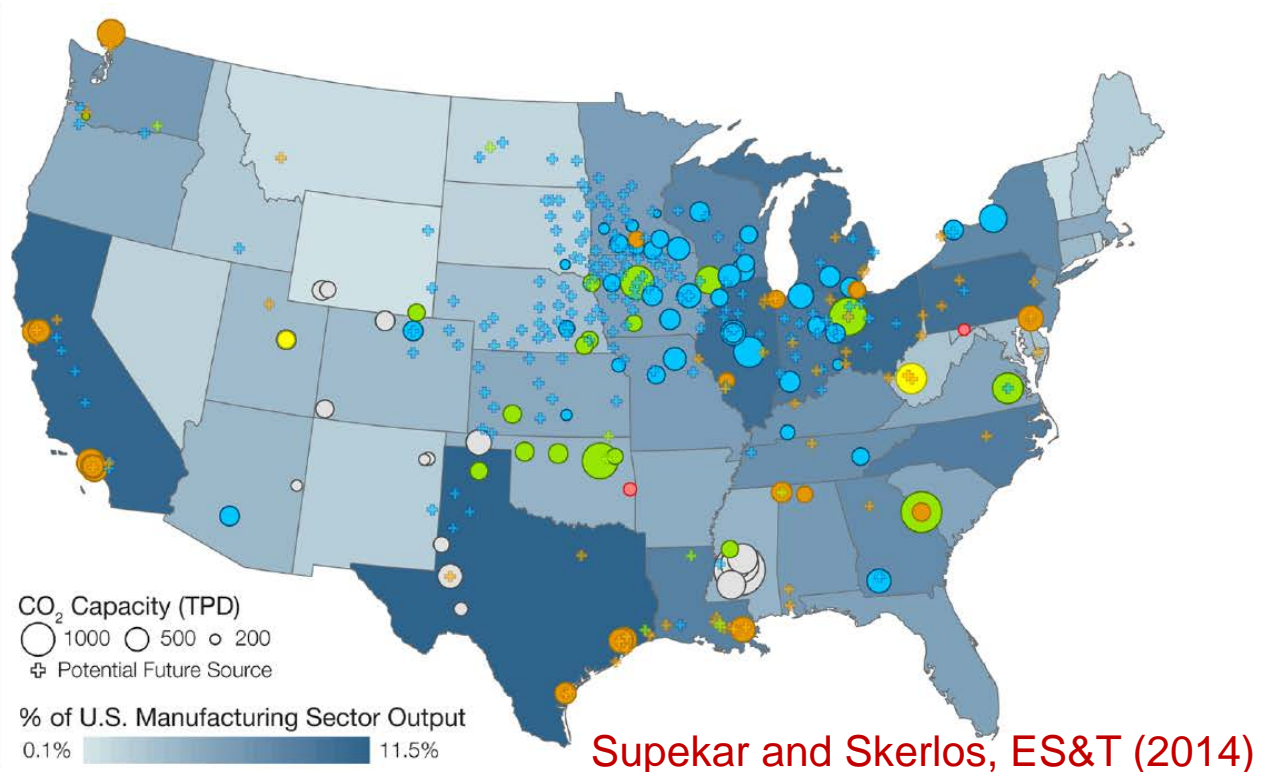 CO₂ Capacity (TPD)
1000 500 200
Potential Future Source
% of U.S. Manufacturing Sector Output
0.1% 11.5%
Supekar and Skerlos, ES&T (2014)